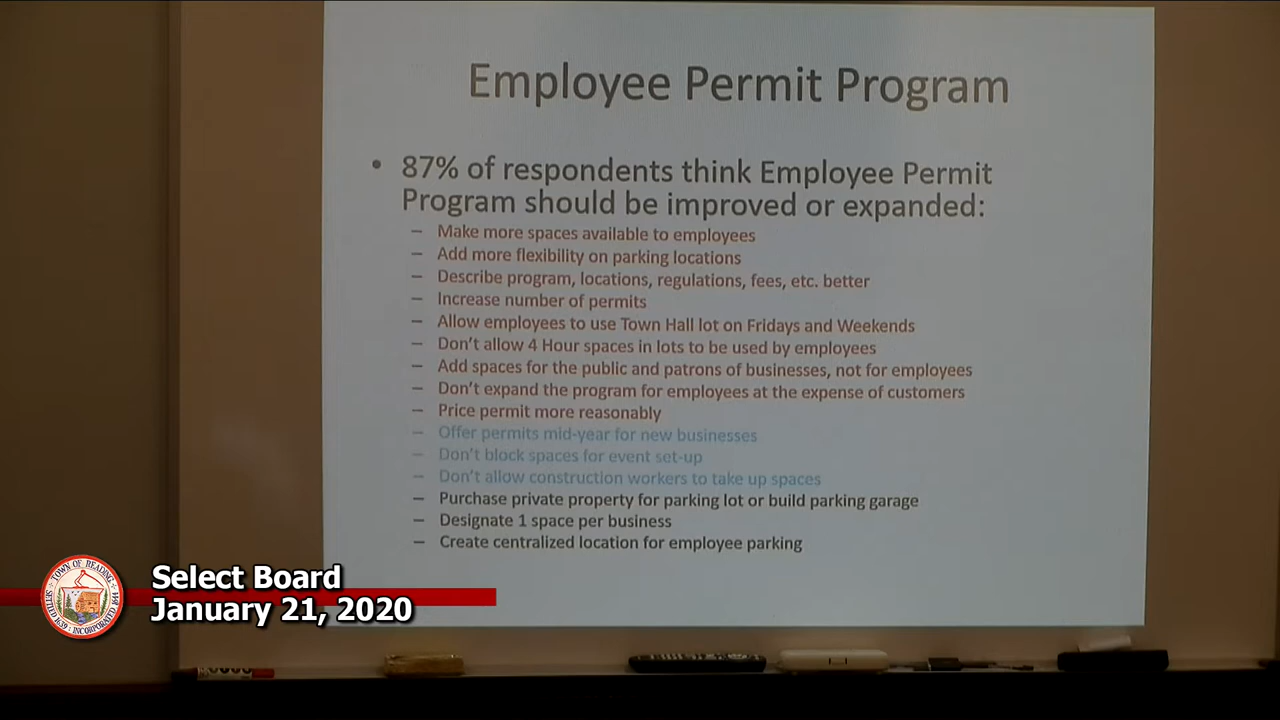 Employee Permit Program
• 87% of respondents think Employee Permit
Program should be improved or expanded:
– Make more spaces available to employees
– Add more flexibility on parking locations
– Describe program, locations, regulations, fees, etc. better
– Increase number of permits
– Allow employees to use Town Hall lot on Fridays and Weekends
– Don't allow 4 Hour spaces in lots to be used by employees
– Add spaces for the public and patrons of businesses, not for employees
– Don't expand the program for employees at the expense of customers
– Price permit more reasonably
– Offer permits mid-year for new businesses
– Don't block spaces for event set-up
– Don't allow construction workers to take up spaces
– Purchase private property for parking lot or build parking garage
– Designate 1 space per business
– Create centralized location for employee parking
TOWN OF READING
SETTLED 1639 INCORPORATED 1644
Select Board
January 21, 2020